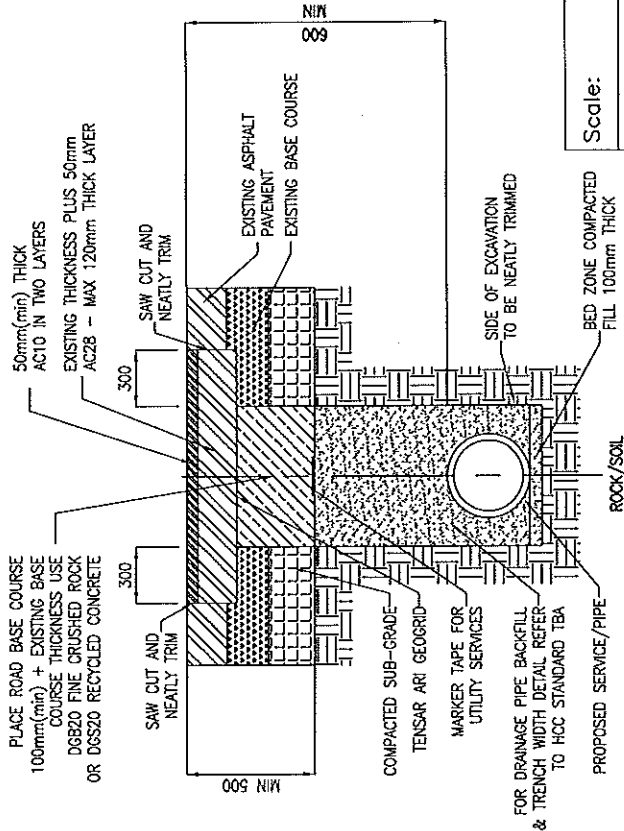 PLACE ROAD BASE COURSE
100mm(min) + EXISTING BASE
COURSE THICKNESS USE
DGB20 FINE CRUSHED ROCK
OR DGS20 RECYCLED CONCRETE
50mm(min) THICK
AC10 IN TWO LAYERS
EXISTING THICKNESS PLUS 50mm
AC28 - MAX 120mm THICK LAYER
SAW CUT AND
NEATLY TRIM
SAW CUT AND
NEATLY TRIM
300
300
EXISTING ASPHALT
PAVEMENT
EXISTING BASE COURSE
MIN 500
600
MIN
COMPACTED SUB-GRADE
TENSAR ARI GEOGRID
MARKER TAPE FOR
UTILITY SERVICES
FOR DRAINAGE PIPE BACKFILL
& TRENCH WIDTH DETAIL REFER
TO HCC STANDARD TBA
PROPOSED SERVICE/PIPE
SIDE OF EXCAVATION
TO BE NEATLY TRIMMED
BED ZONE COMPACTED
FILL 100mm THICK
ROCK/SOIL
Scale: